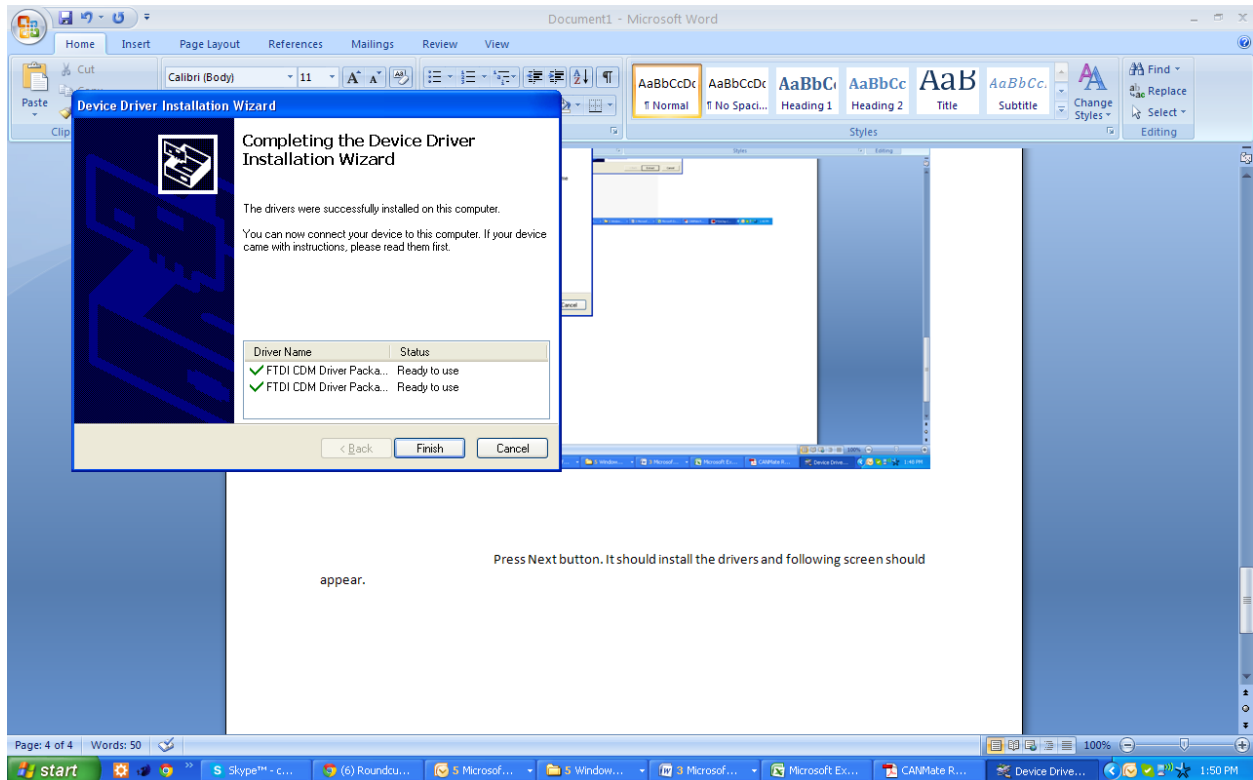 Document1 - Microsoft Word
Home Insert Page Layout References Mailings Review View
Cut
Calibri (Body) 11
Paste
AaBbCcDc AaBbCcDc AaBbC AaBbCc AaB AaBbCc.
¶ Normal ¶ No Spaci... Heading 1 Heading 2 Title Subtitle
Change Styles
Find
Replace
Select
Clip
Styles
Editing
Device Driver Installation Wizard
Completing the Device Driver
Installation Wizard
The drivers were successfully installed on this computer.
You can now connect your device to this computer. If your device
came with instructions, please read them first.
Driver Name Status
FTDI CDM Driver Packa... Ready to use
FTDI CDM Driver Packa... Ready to use
< Back Finish Cancel
Cancel
Press Next button. It should install the drivers and following screen should
appear.
Page: 4 of 4 Words: 50 100%
start Skype™ - c... (6) Roundcu... 5 Microsof... 5 Window... 3 Microsof... Microsoft Ex... CANMate R... Device Drive... 1:50 PM